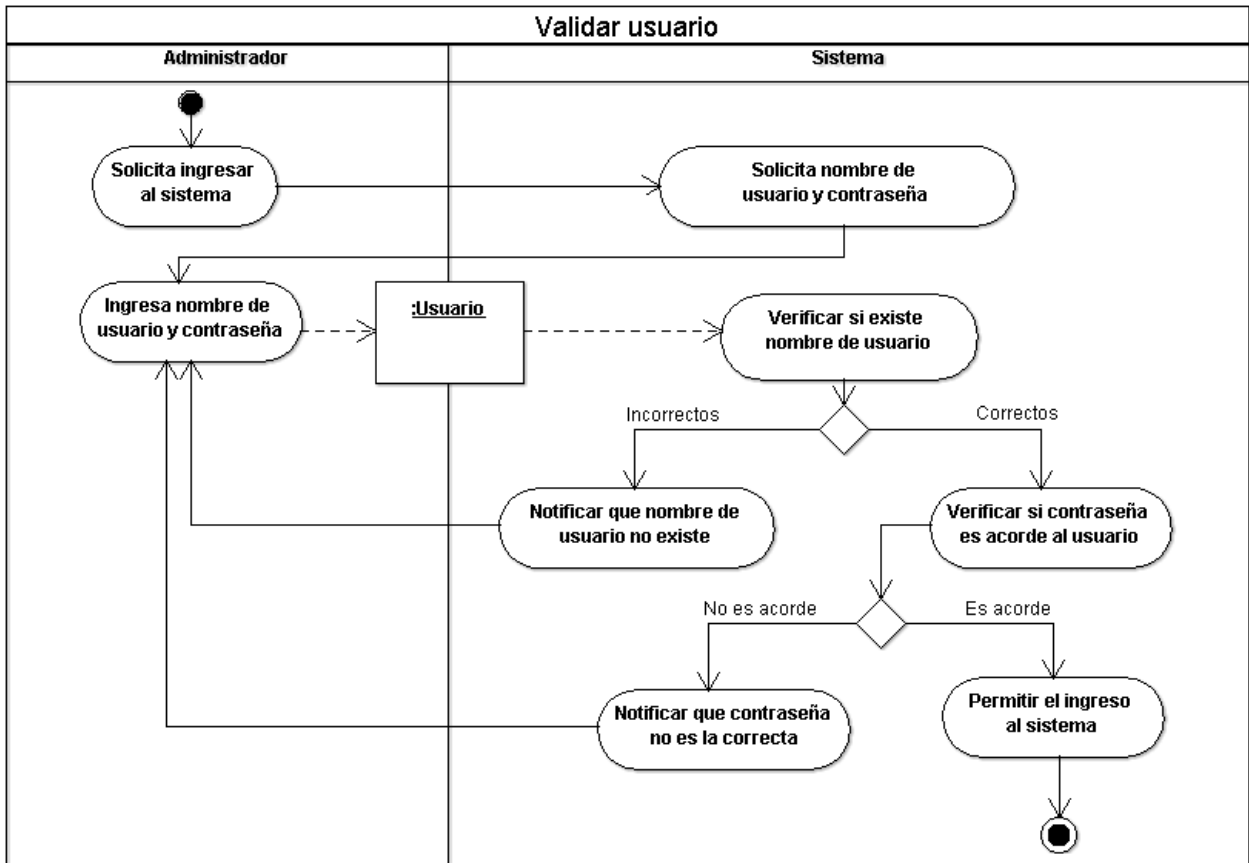 Validar usuario
Administrador
Sistema
Solicita ingresar
al sistema
Solicita nombre de
usuario y contraseña
Ingresa nombre de
usuario y contraseña
:Usuario
Verificar si existe
nombre de usuario
Incorrectos
Correctos
Notificar que nombre de
usuario no existe
Verificar si contraseña
es acorde al usuario
No es acorde
Es acorde
Notificar que contraseña
no es la correcta
Permitir el ingreso
al sistema